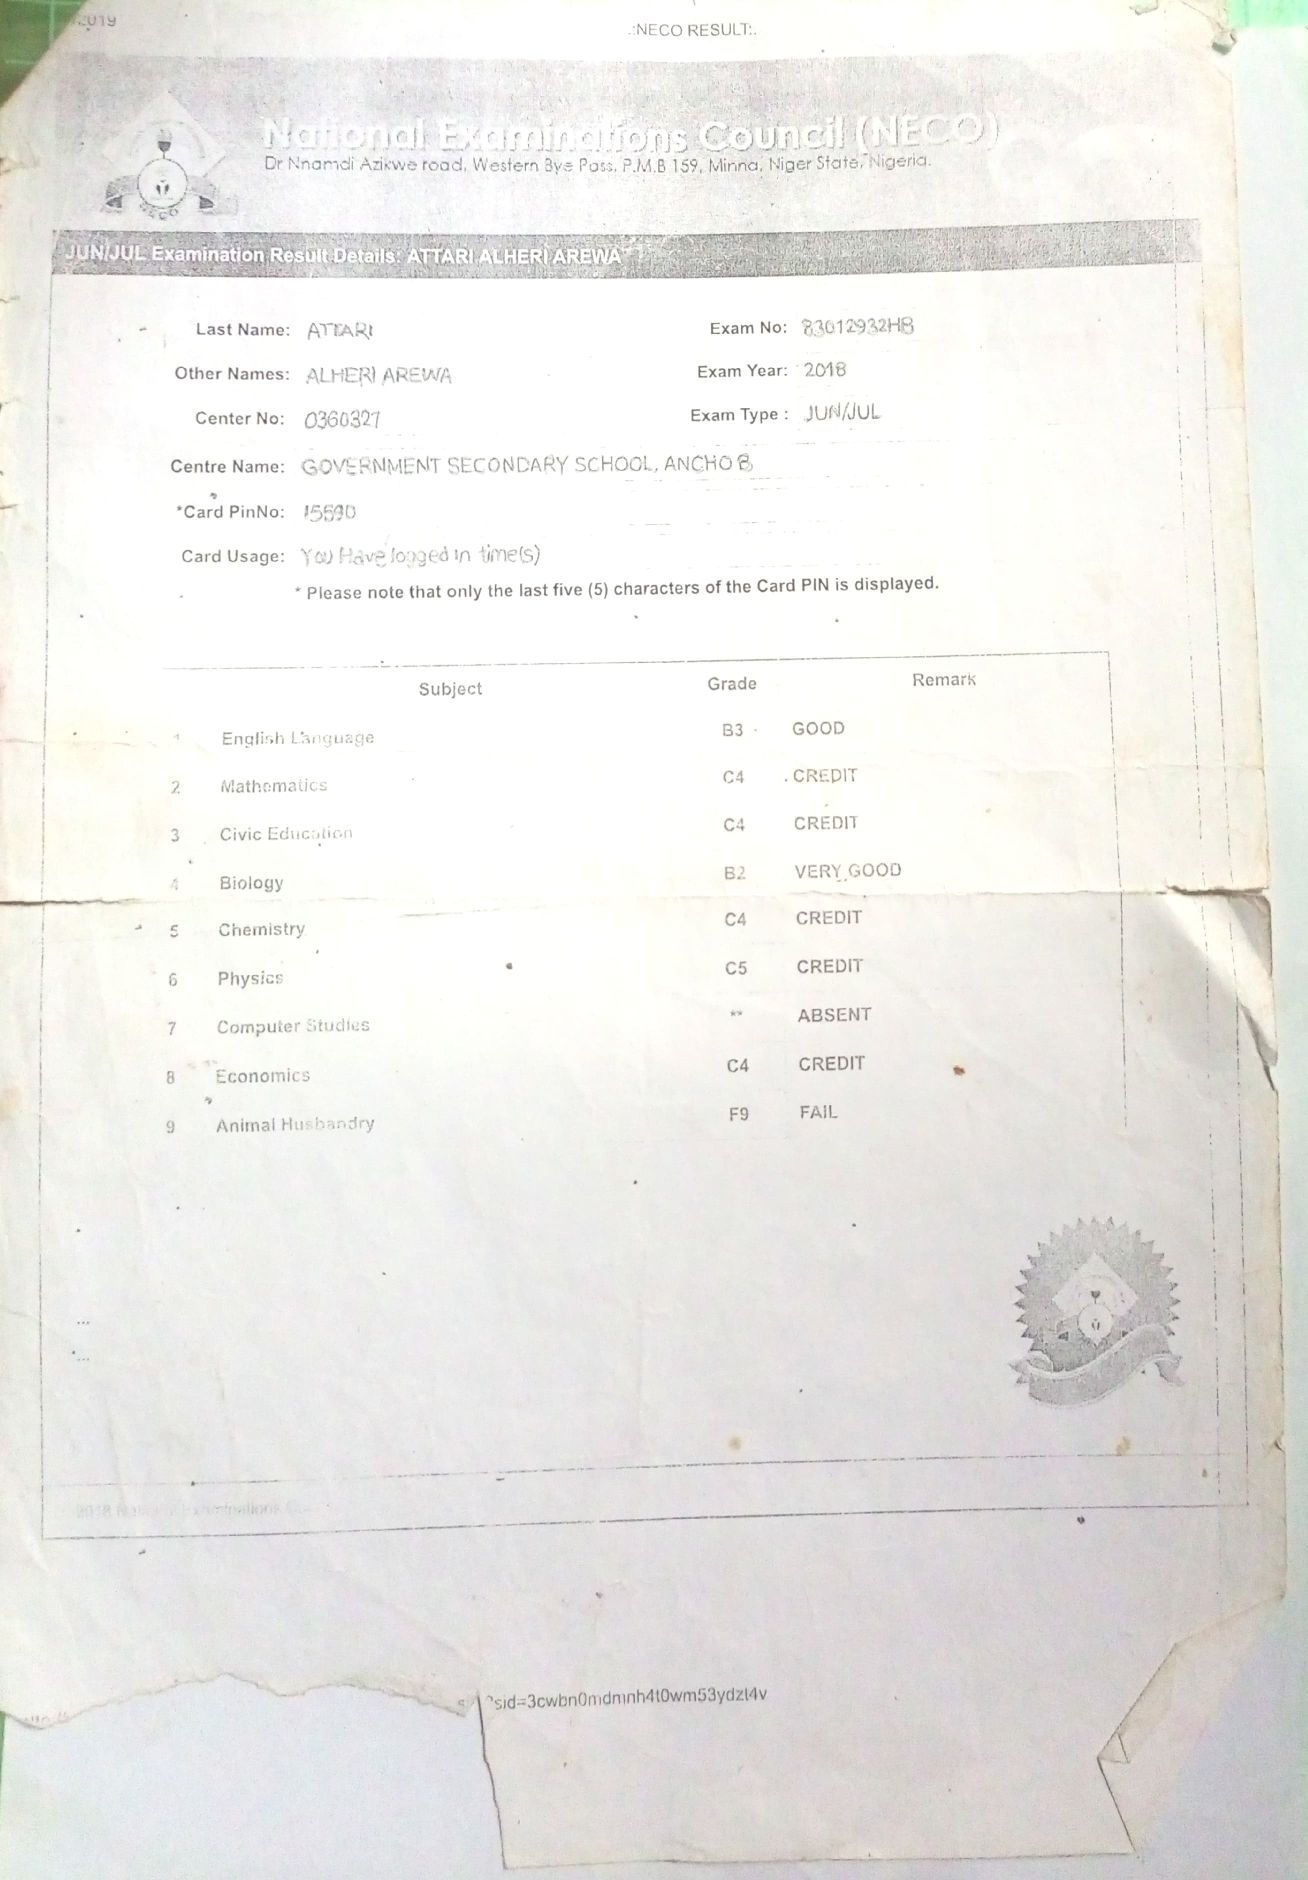 2019
.:NECO RESULT:.
National Examinations Council (NECO)
Dr Nnamdi Azikwe road, Western Bye Pass, P.M.B 159, Minna, Niger State, Nigeria.
NECO
JUN/JUL Examination Result Details: ATTARI ALHERI AREWA
Last Name: ATTARI Exam No: 83012932HB
Other Names: ALHERI AREWA Exam Year: 2018
Center No: 0360327 Exam Type : JUN/JUL
Centre Name: GOVERNMENT SECONDARY SCHOOL, ANCHO B
*Card PinNo: 15590
Card Usage: You Have logged in time(s)
* Please note that only the last five (5) characters of the Card PIN is displayed.
Subject Grade Remark
1 English Language B3 GOOD
2 Mathematics C4 CREDIT
3 Civic Education C4 CREDIT
4 Biology B2 VERY GOOD
5 Chemistry C4 CREDIT
6 Physics C5 CREDIT
7 Computer Studies ** ABSENT
8 Economics C4 CREDIT
9 Animal Husbandry F9 FAIL
2018 National Examinations
?sid=3cwbn0mdmnh4t0wm53ydzt4v